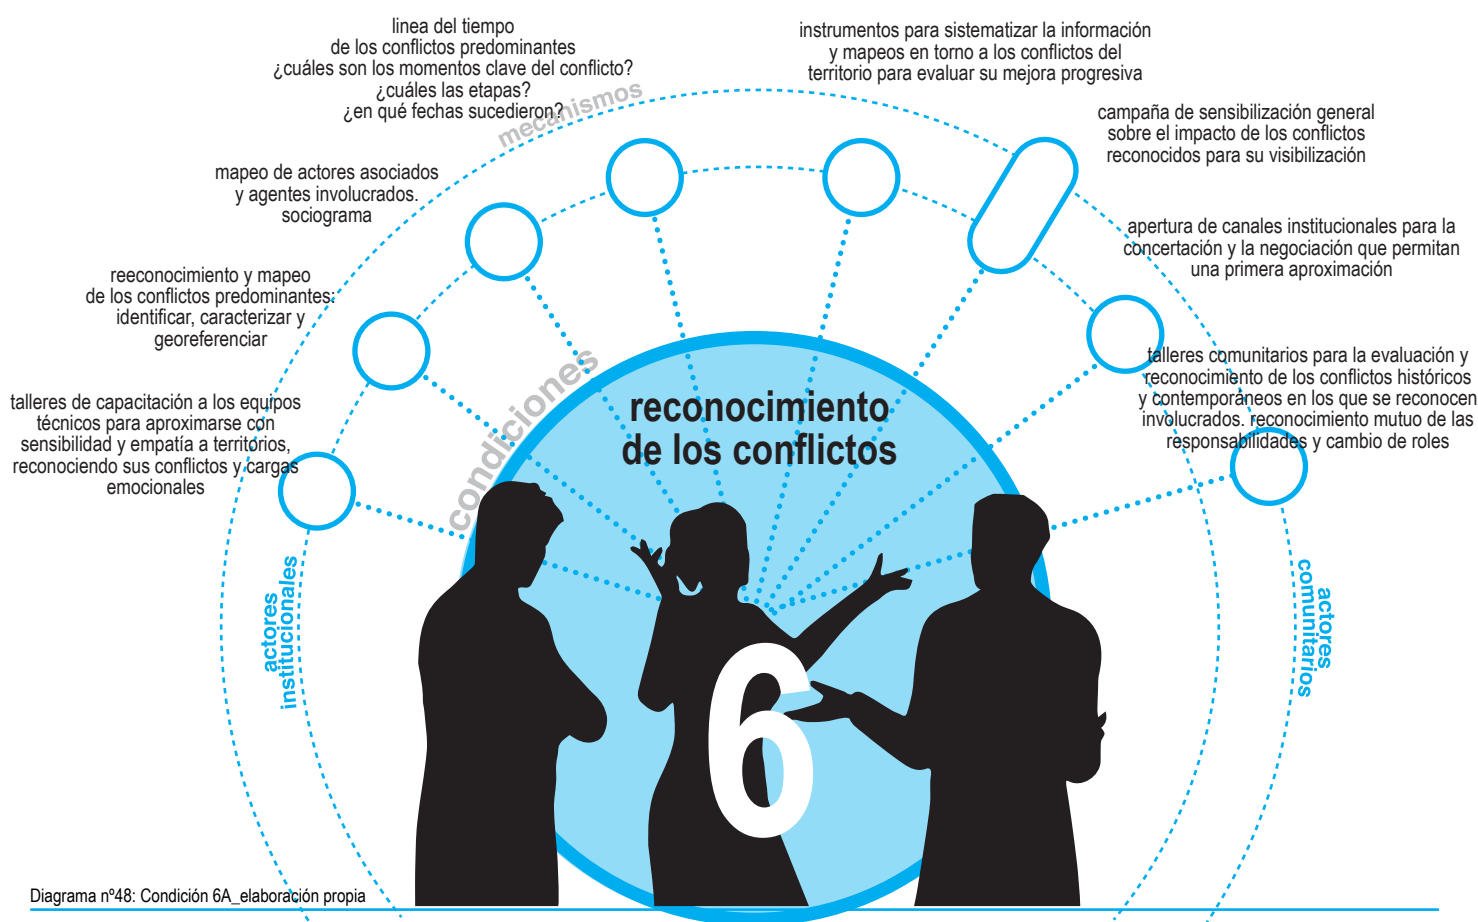 linea del tiempo
de los conflictos predominantes
¿cuáles son los momentos clave del conflicto?
¿cuáles las etapas?
¿en qué fechas sucedieron?
instrumentos para sistematizar la información
y mapeos en torno a los conflictos del
territorio para evaluar su mejora progresiva
mecanismos
campaña de sensibilización general
sobre el impacto de los conflictos
reconocidos para su visibilización
mapeo de actores asociados
y agentes involucrados.
sociograma
apertura de canales institucionales para la
concertación y la negociación que permitan
una primera aproximación
reeconocimiento y mapeo
de los conflictos predominantes:
identificar, caracterizar y
georeferenciar
talleres comunitarios para la evaluación y
reconocimiento de los conflictos históricos
y contemporáneos en los que se reconocen
involucrados. reconocimiento mutuo de las
responsabilidades y cambio de roles
talleres de capacitación a los equipos
técnicos para aproximarse con
sensibilidad y empatía a territorios,
reconociendo sus conflictos y cargas
emocionales
condiciones
reconocimiento
de los conflictos
actores
institucionales
actores
comunitarios
6
Diagrama nº48: Condición 6A_elaboración propia